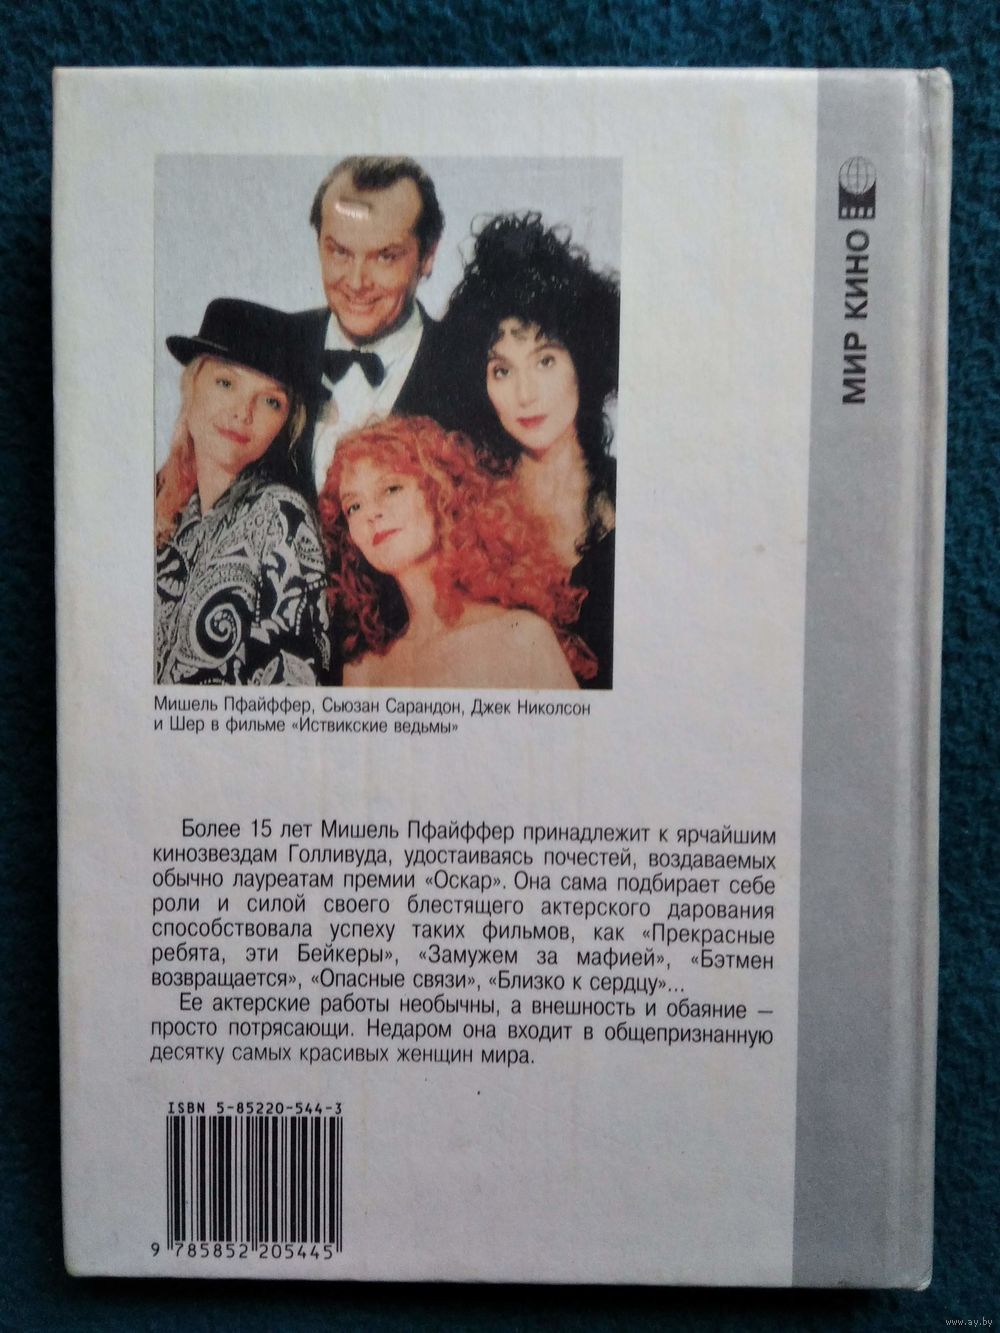 МИР КИНО
Мишель Пфайффер, Сьюзан Сарандон, Джек Николсон
и Шер в фильме «Иствикские ведьмы»
Более 15 лет Мишель Пфайффер принадлежит к ярчайшим
кинозвездам Голливуда, удостаиваясь почестей, воздаваемых
обычно лауреатам премии «Оскар». Она сама подбирает себе
роли и силой своего блестящего актерского дарования
способствовала успеху таких фильмов, как «Прекрасные
ребята, эти Бейкеры», «Замужем за мафией», «Бэтмен
возвращается», «Опасные связи», «Близко к сердцу»...
Ее актерские работы необычны, а внешность и обаяние –
просто потрясающи. Недаром она входит в общепризнанную
десятку самых красивых женщин мира.
ISBN 5-85220-544-3
9 785852 205445
www.ay.by